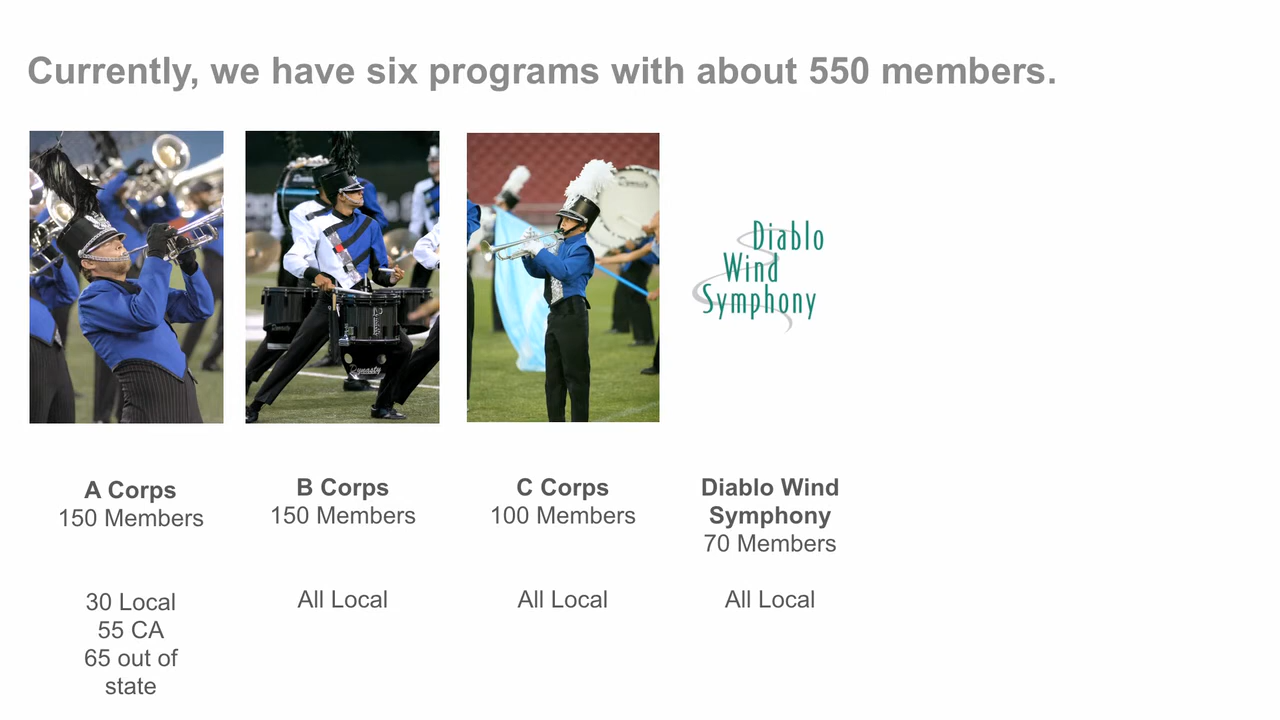 Currently, we have six programs with about 550 members.
Diablo
Wind
Symphony
Dynasty
A Corps
150 Members
30 Local
55 CA
65 out of
state
B Corps
150 Members
All Local
C Corps
100 Members
All Local
Diablo Wind
Symphony
70 Members
All Local